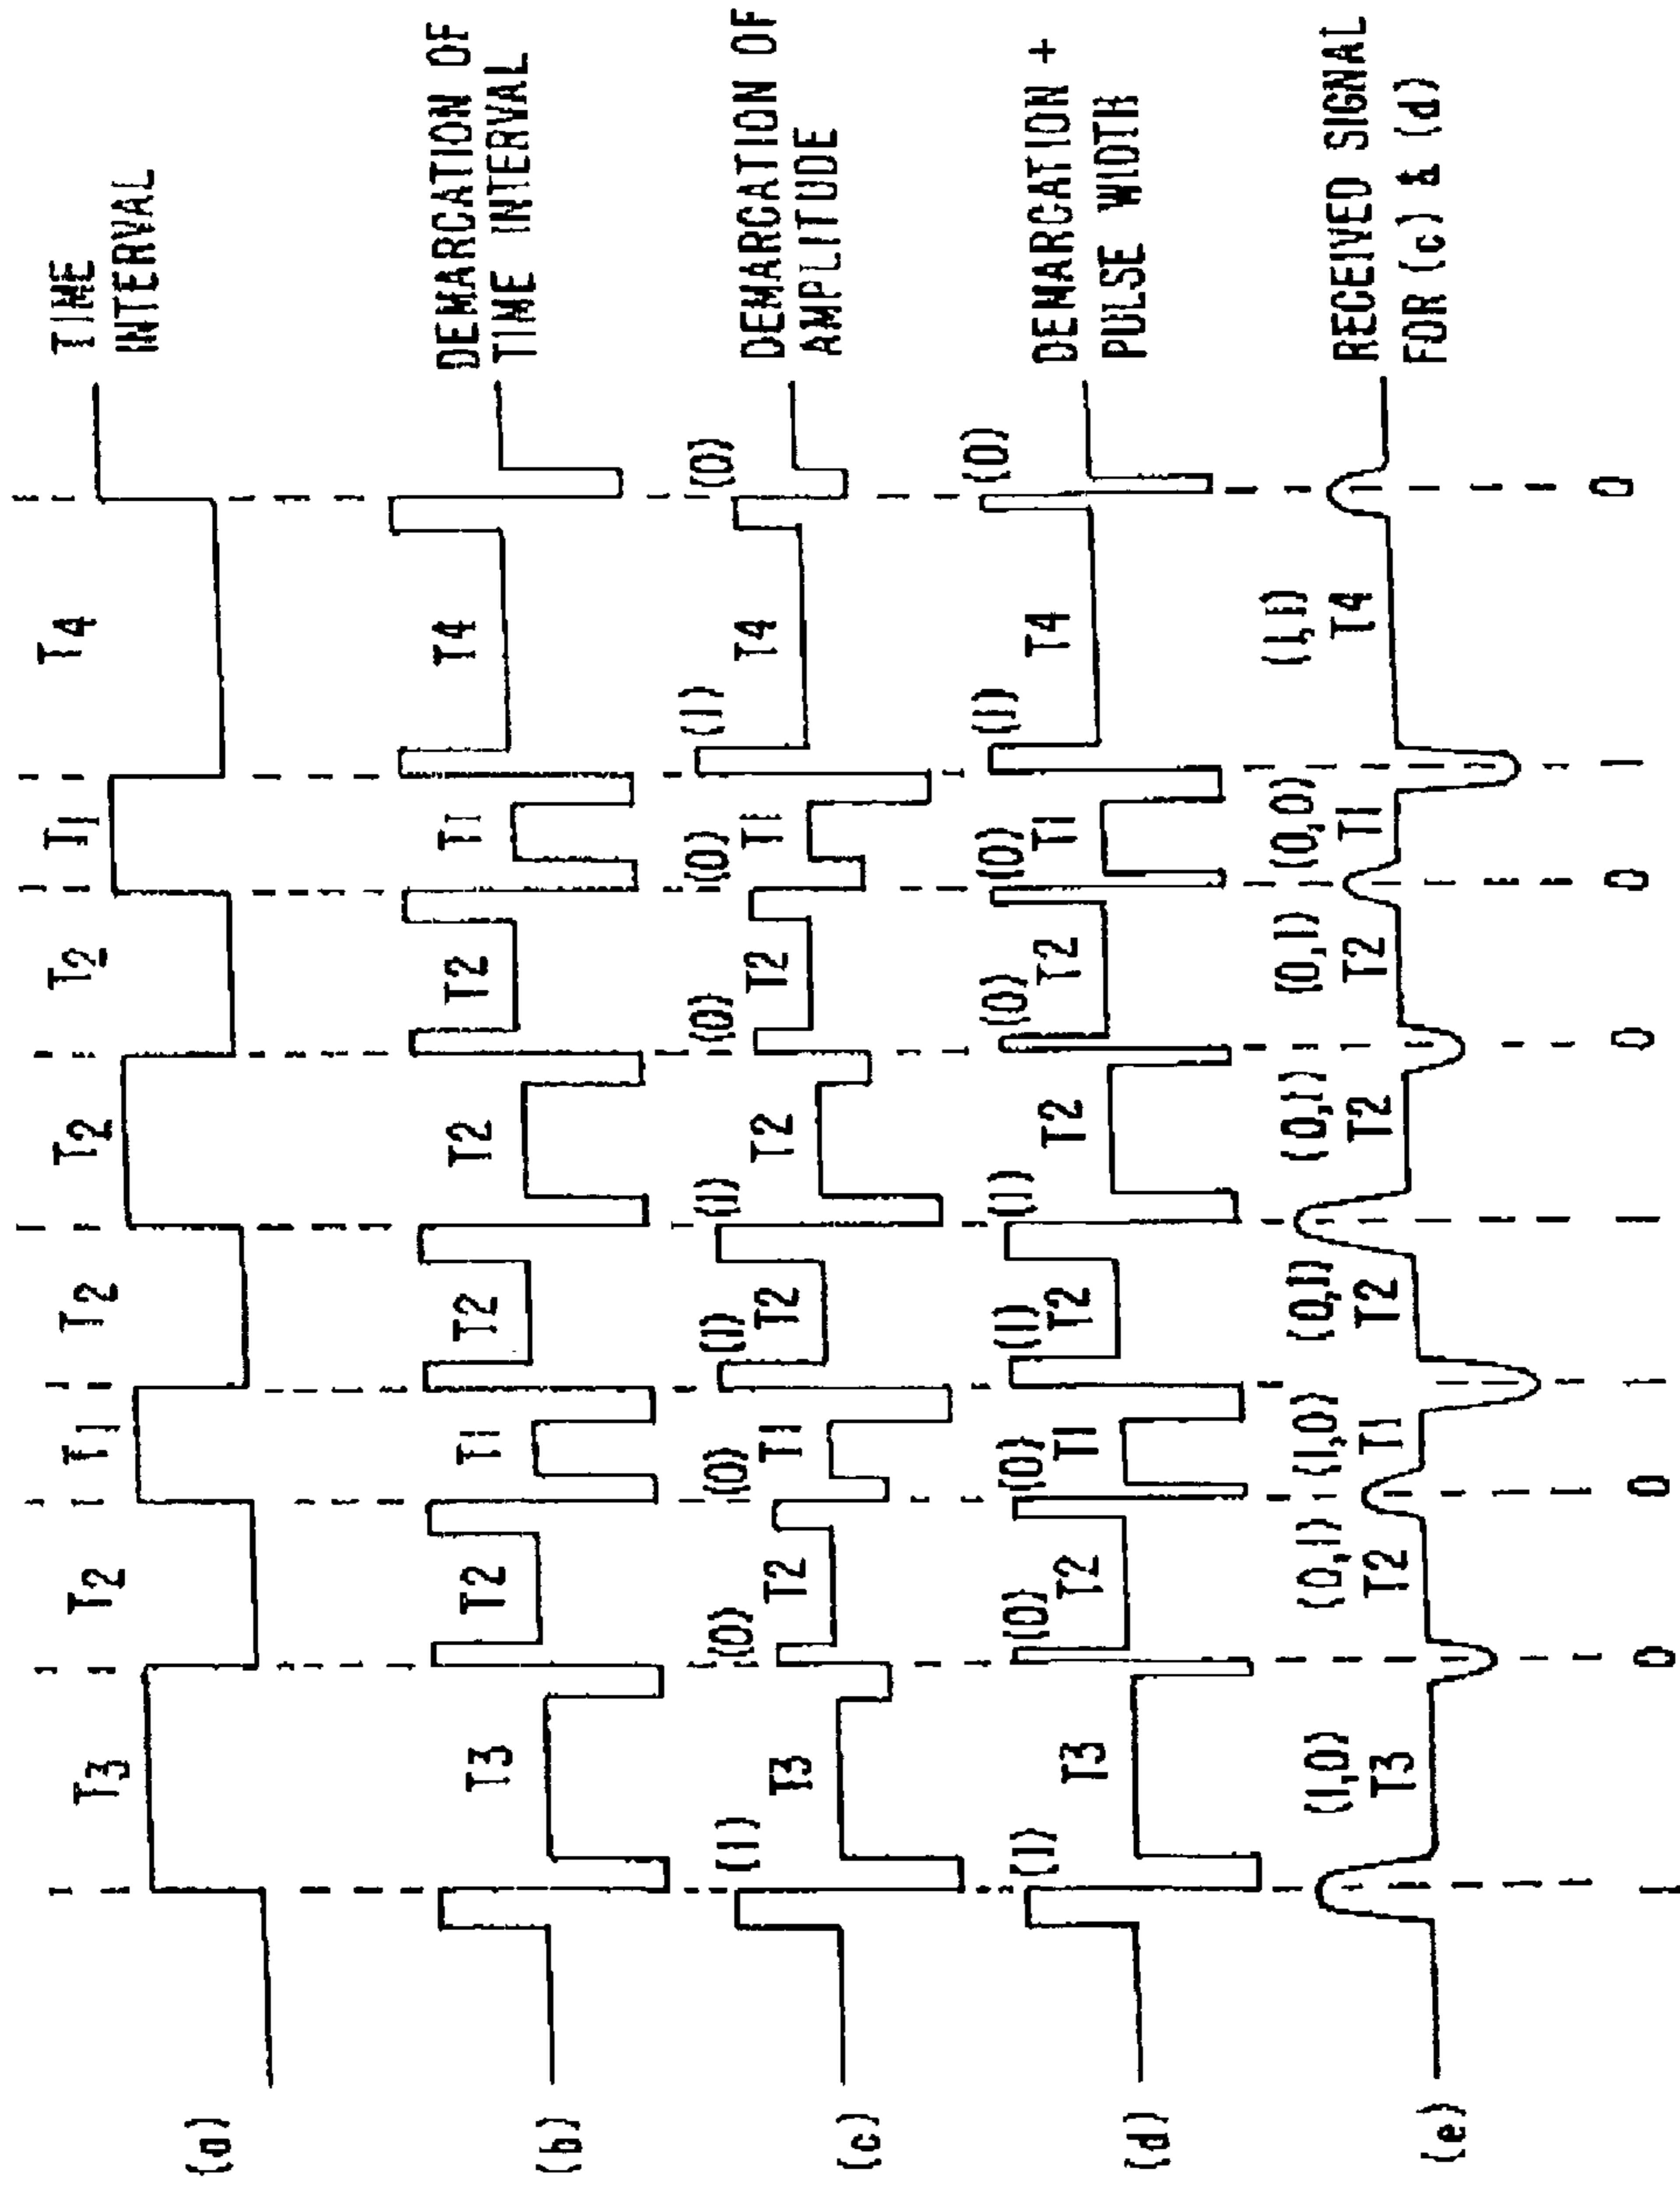 (a) T3 T2 T1 T2 T2 T2 T1 T4 TIME
INTERVAL
(b) T3 T2 T1 T2 T2 T2 T1 T4 DEMARCATION OF
TIME INTERVAL
(1) (0) (0) (1) (1) (0) (0) (1) (0)
(c) T3 T2 T1 T2 T2 T2 T1 T4 DEMARCATION OF
AMPLITUDE
(1) (0) (0) (1) (1) (0) (0) (1) (0)
(d) T3 T2 T1 T2 T2 T2 T1 T4 DEMARCATION +
PULSE WIDTH
(1,0) (0,1) (1,0) (0,1) (0,1) (0,1) (0,0) (1,1)
(e) T3 T2 T1 T2 T2 T2 T1 T4 RECEIVED SIGNAL
FOR (c) & (d)
1 0 0 1 1 0 0 1 0